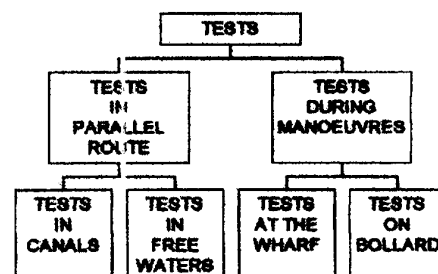 TESTS
TESTS
IN
PARALLEL
ROUTE
TESTS
DURING
MANOEUVRES
TESTS
IN
CANALS
TESTS
IN
FREE
WATERS
TESTS
AT THE
WHARF
TESTS
ON
BOLLARD